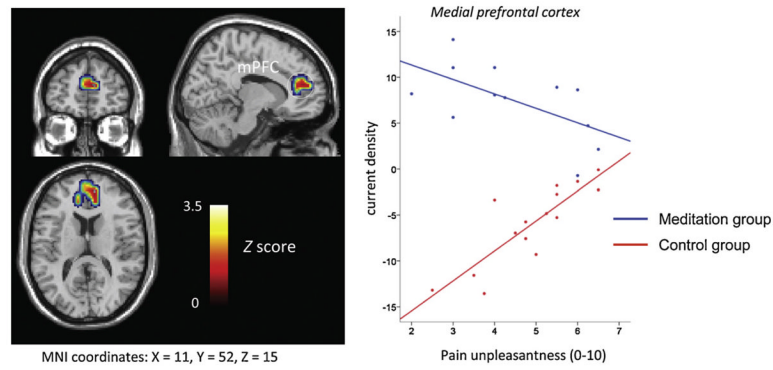 mPFC
3.5
Z score
0
MNI coordinates: X = 11, Y = 52, Z = 15
Medial prefrontal cortex
15
10
5
0
-5
-10
-15
current density
2 3 4 5 6 7
Pain unpleasantness (0-10)
Meditation group
Control group